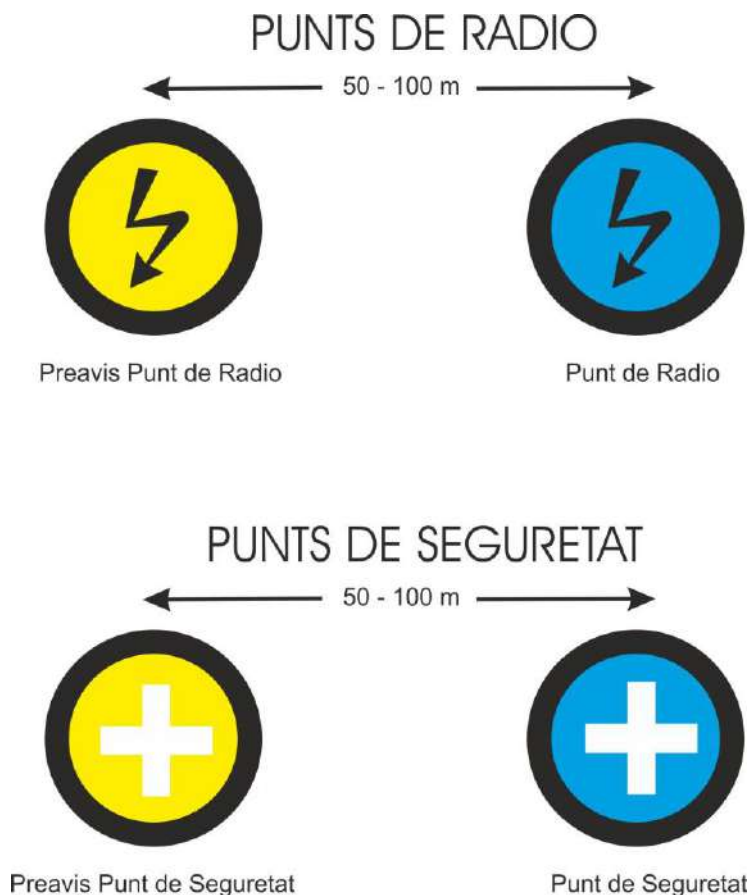 PUNTS DE RADIO
50 - 100 m
Preavis Punt de Radio
Punt de Radio
PUNTS DE SEGURETAT
50 - 100 m
Preavis Punt de Seguretat
Punt de Seguretat